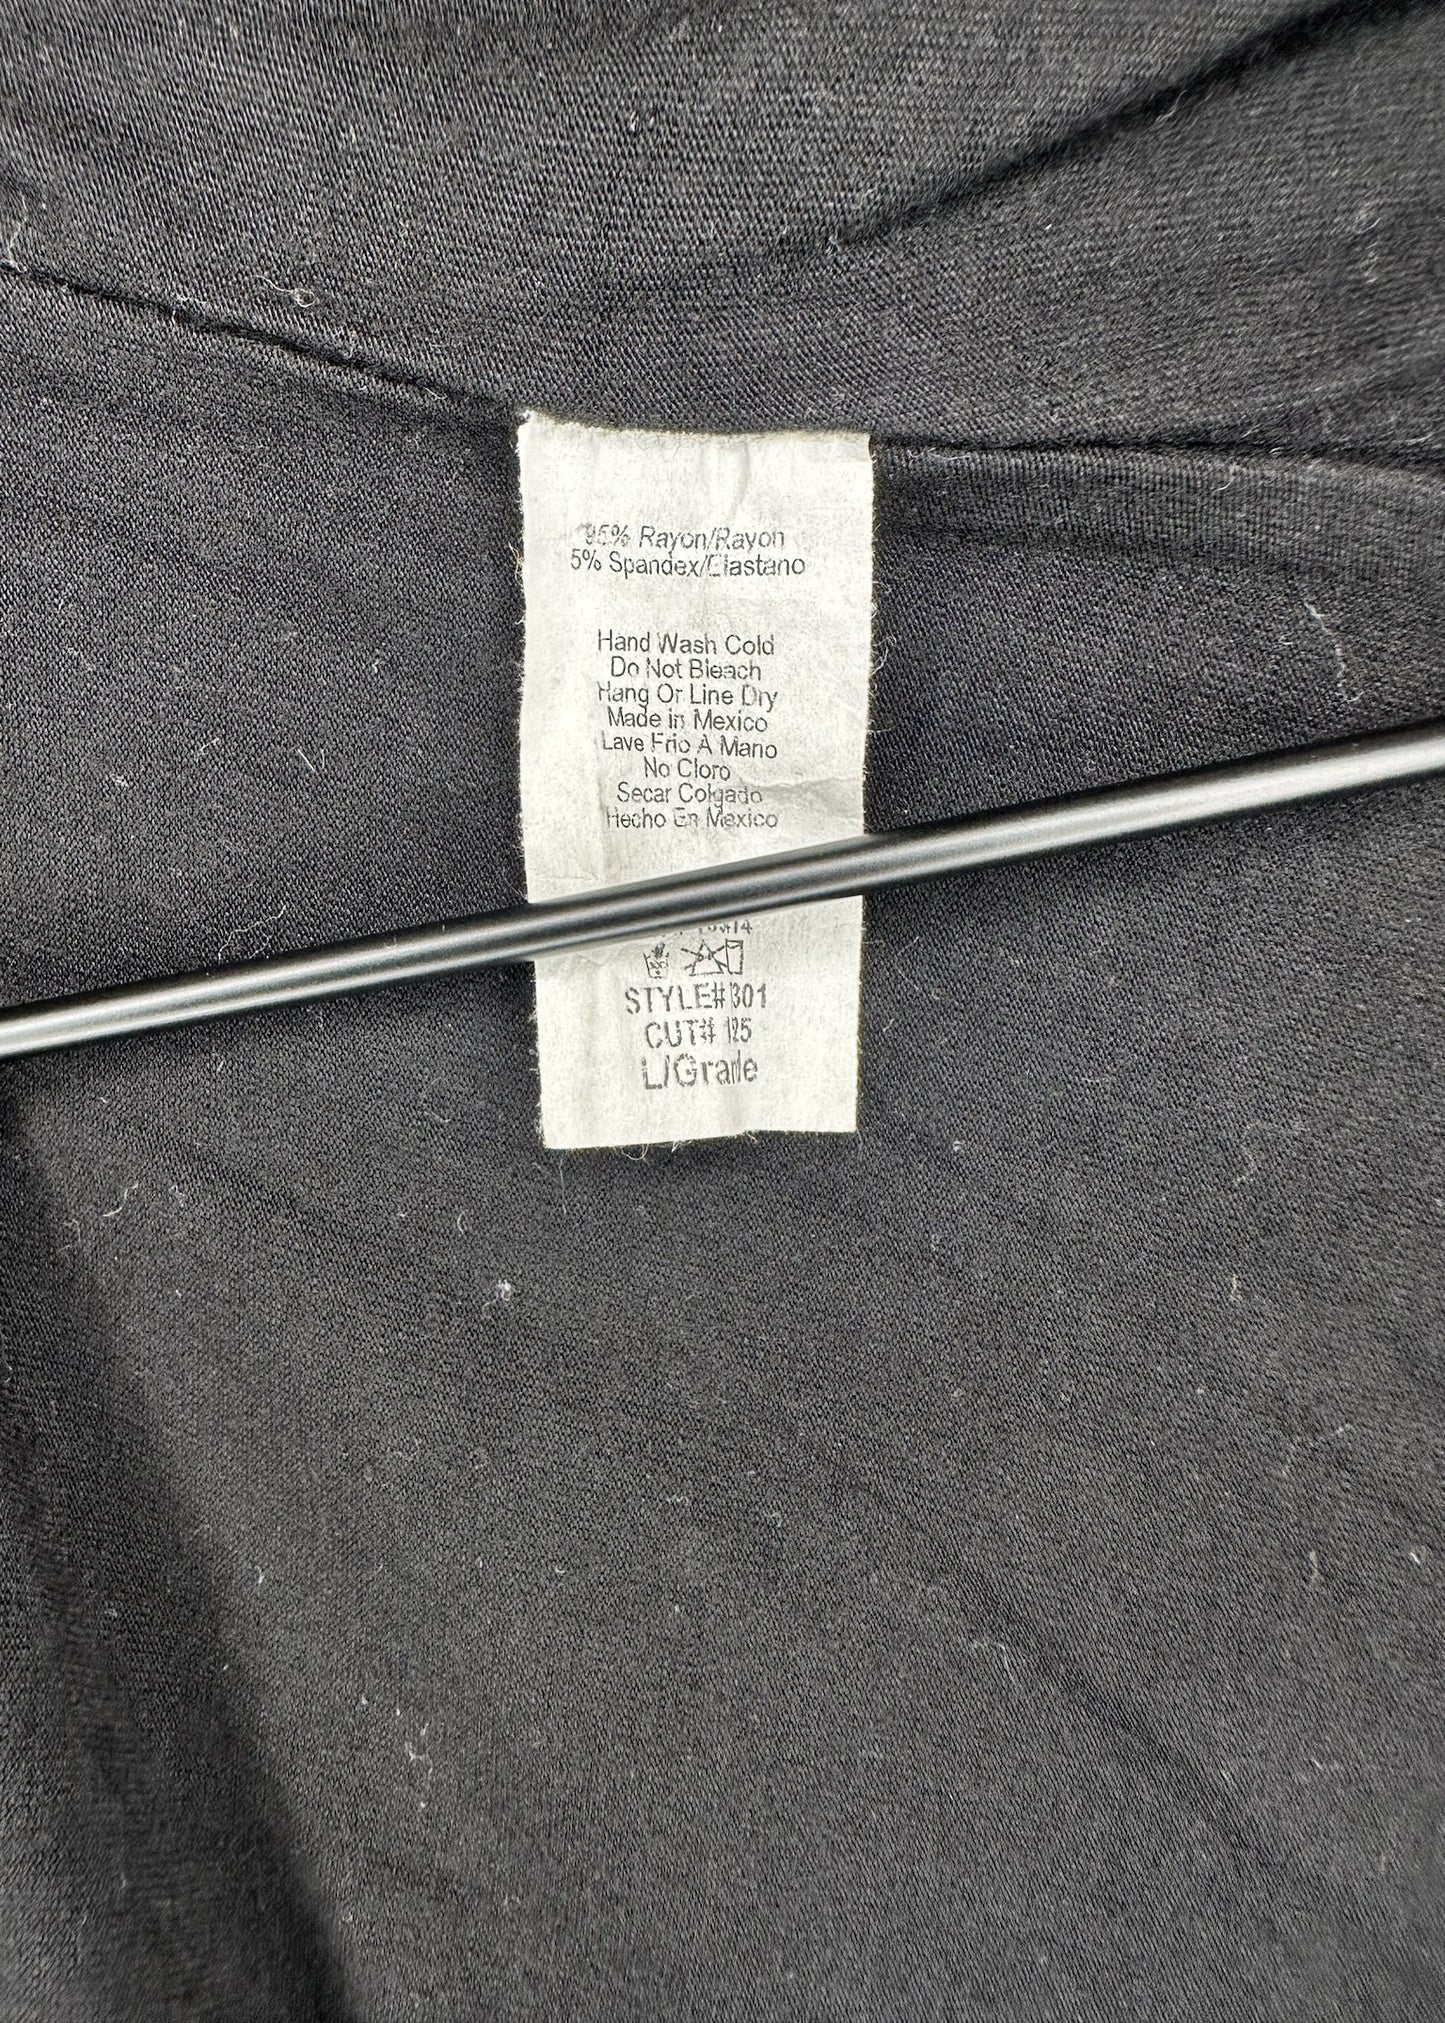 95% Rayon/Rayon
5% Spandex/Elastano
Hand Wash Cold
Do Not Bleach
Hang Or Line Dry
Made in Mexico
Lave Frio A Mano
No Cloro
Secar Colgado
Hecho En Mexico
STYLE# 301
CUT# 125
L/Grade